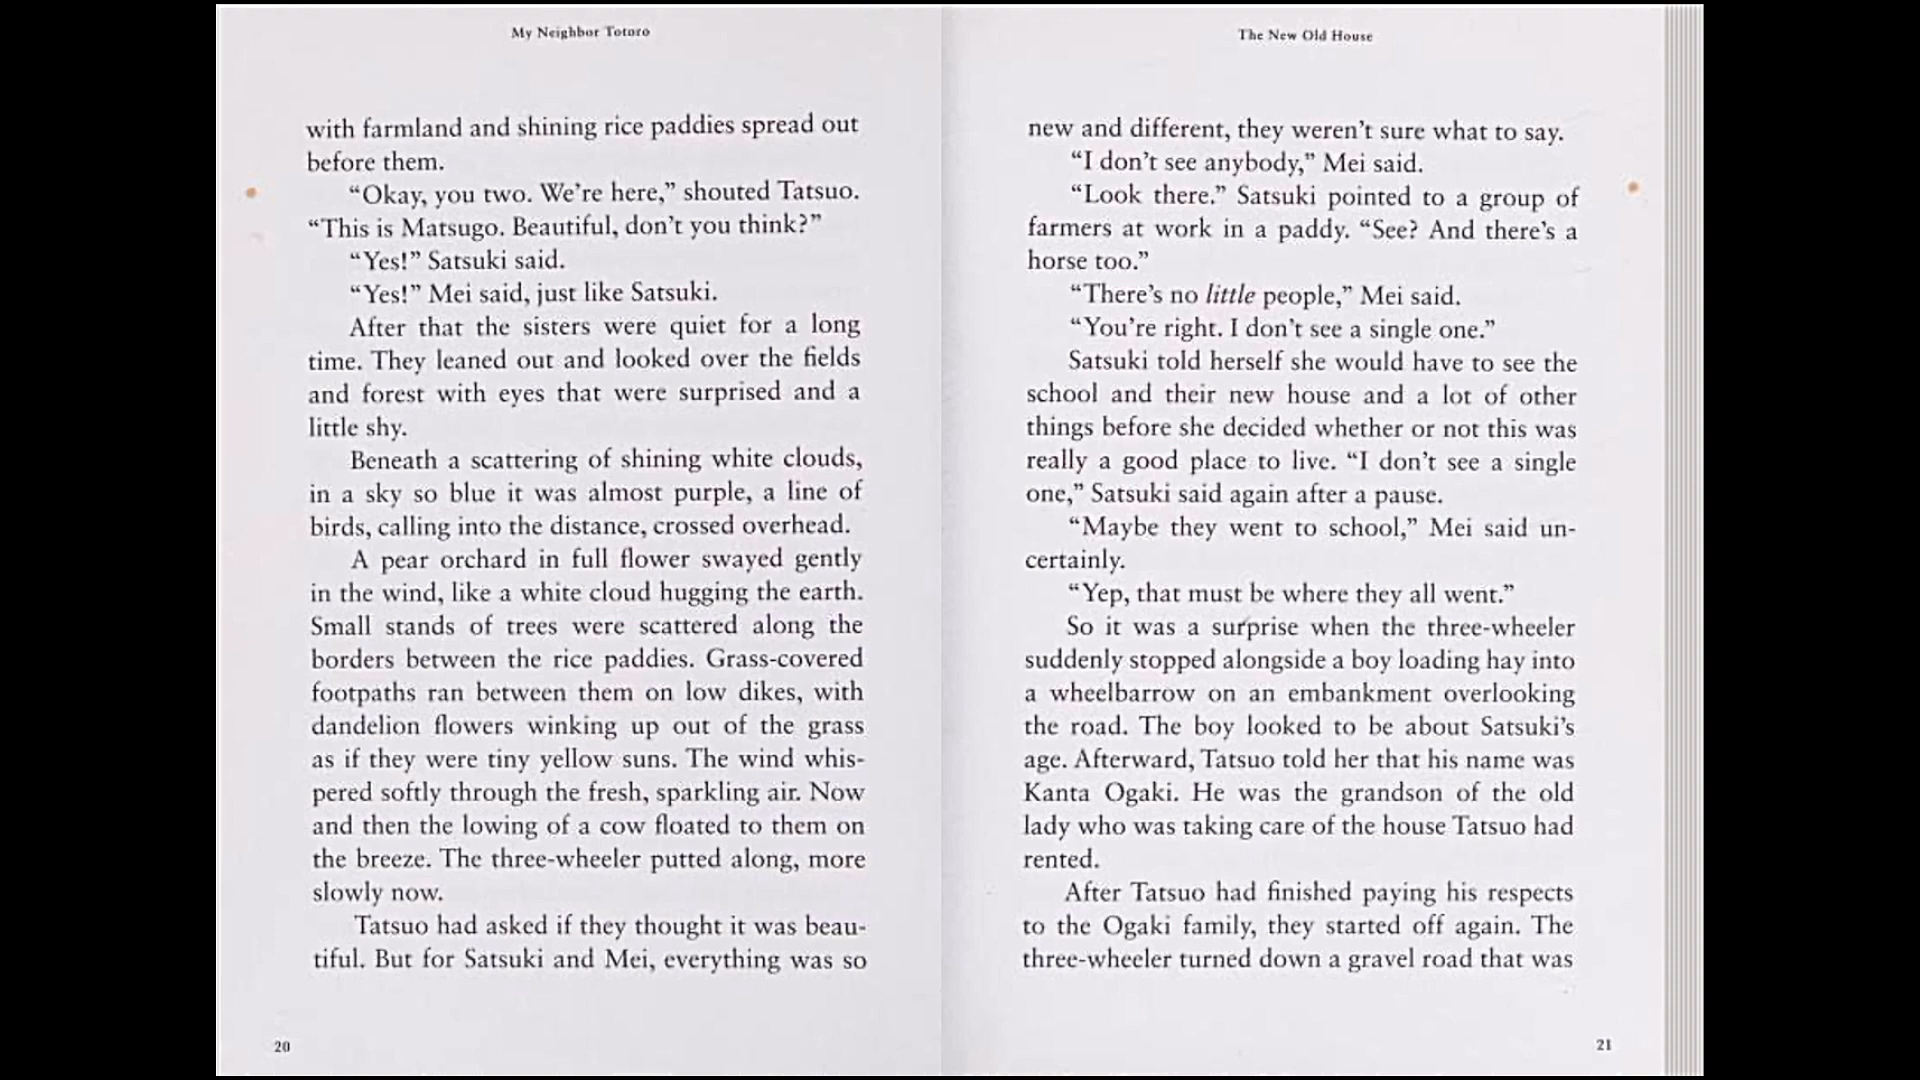 My Neighbor Totoro
with farmland and shining rice paddies spread out
before them.
“Okay, you two. We’re here,” shouted Tatsuo.
“This is Matsugo. Beautiful, don’t you think?”
“Yes!” Satsuki said.
“Yes!” Mei said, just like Satsuki.
After that the sisters were quiet for a long
time. They leaned out and looked over the fields
and forest with eyes that were surprised and a
little shy.
Beneath a scattering of shining white clouds,
in a sky so blue it was almost purple, a line of
birds, calling into the distance, crossed overhead.
A pear orchard in full flower swayed gently
in the wind, like a white cloud hugging the earth.
Small stands of trees were scattered along the
borders between the rice paddies. Grass-covered
footpaths ran between them on low dikes, with
dandelion flowers winking up out of the grass
as if they were tiny yellow suns. The wind whis-
pered softly through the fresh, sparkling air. Now
and then the lowing of a cow floated to them on
the breeze. The three-wheeler putted along, more
slowly now.
Tatsuo had asked if they thought it was beau-
tiful. But for Satsuki and Mei, everything was so
20
The New Old House
new and different, they weren’t sure what to say.
“I don’t see anybody,” Mei said.
“Look there.” Satsuki pointed to a group of
farmers at work in a paddy. “See? And there’s a
horse too.”
“There’s no little people,” Mei said.
“You’re right. I don’t see a single one.”
Satsuki told herself she would have to see the
school and their new house and a lot of other
things before she decided whether or not this was
really a good place to live. “I don’t see a single
one,” Satsuki said again after a pause.
“Maybe they went to school,” Mei said un-
certainly.
“Yep, that must be where they all went.”
So it was a surprise when the three-wheeler
suddenly stopped alongside a boy loading hay into
a wheelbarrow on an embankment overlooking
the road. The boy looked to be about Satsuki’s
age. Afterward, Tatsuo told her that his name was
Kanta Ogaki. He was the grandson of the old
lady who was taking care of the house Tatsuo had
rented.
After Tatsuo had finished paying his respects
to the Ogaki family, they started off again. The
three-wheeler turned down a gravel road that was
21